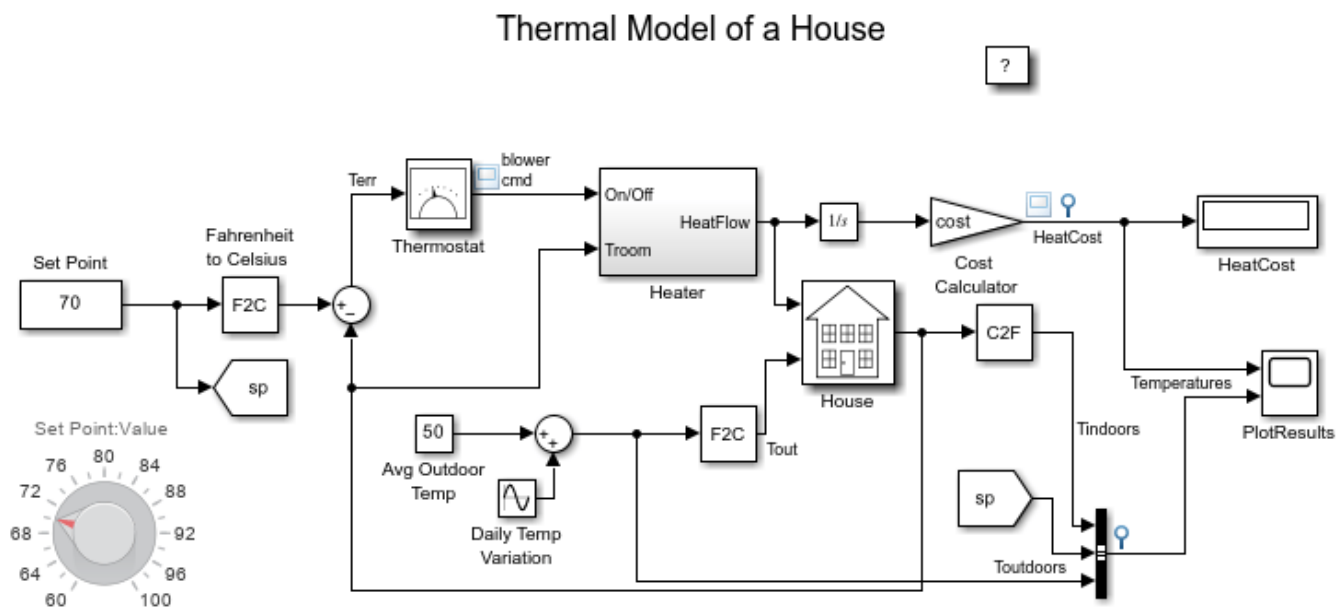 Thermal Model of a House
?
blower
cmd
Terr
On/Off
HeatFlow
Troom
Heater
Thermostat
1/s
cost
HeatCost
Cost
Calculator
HeatCost
Set Point
70
Fahrenheit
to Celsius
F2C
+
−
sp
House
C2F
Temperatures
PlotResults
Tindoors
50
Avg Outdoor
Temp
+
+
Daily Temp
Variation
F2C
Tout
sp
Toutdoors
Set Point:Value
60
64
68
72
76
80
84
88
92
96
100